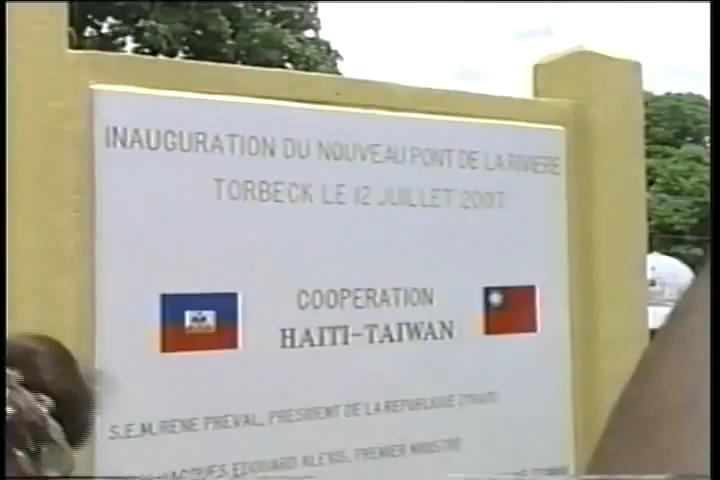 INAUGURATION DU NOUVEAU PONT DE LA RIVIERE
TORBECK LE 12 JUILLET 2007
COOPERATION
HAITI-TAIWAN
S.E.M. RENE PREVAL, PRESIDENT DE LA REPUBLIQUE D'HAITI
JACQUES EDOUARD ALEXIS, PREMIER MINISTRE